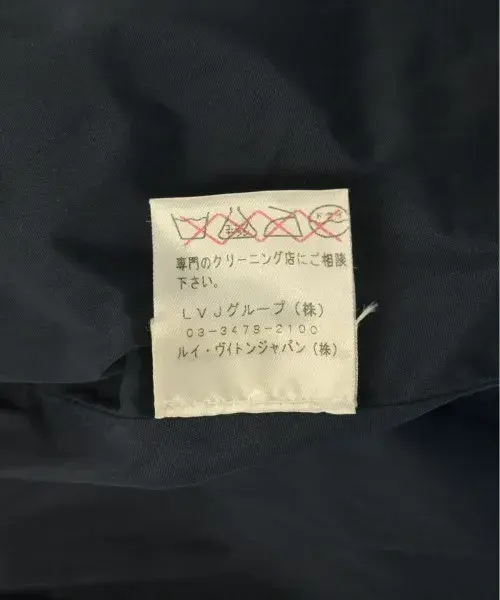 専門のクリーニング店にご相談
下さい。
LVJグループ(株)
03-3478-2100
ルイ・ヴィトンジャパン(株)